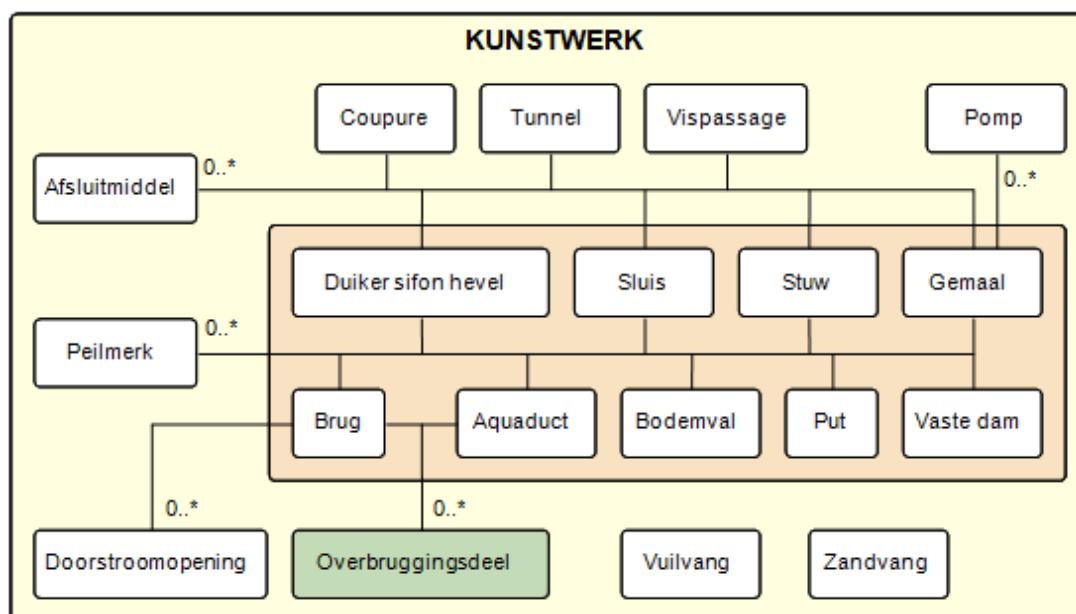 KUNSTWERK
Coupure
Tunnel
Vispassage
Pomp
Afsluitmiddel
0..*
0..*
Duiker sifon hevel
Sluis
Stuw
Gemaal
Peilmerk
0..*
Brug
Aquaduct
Bodemval
Put
Vaste dam
0..*
0..*
Doorstroomopening
Overbruggingsdeel
Vuilvang
Zandvang